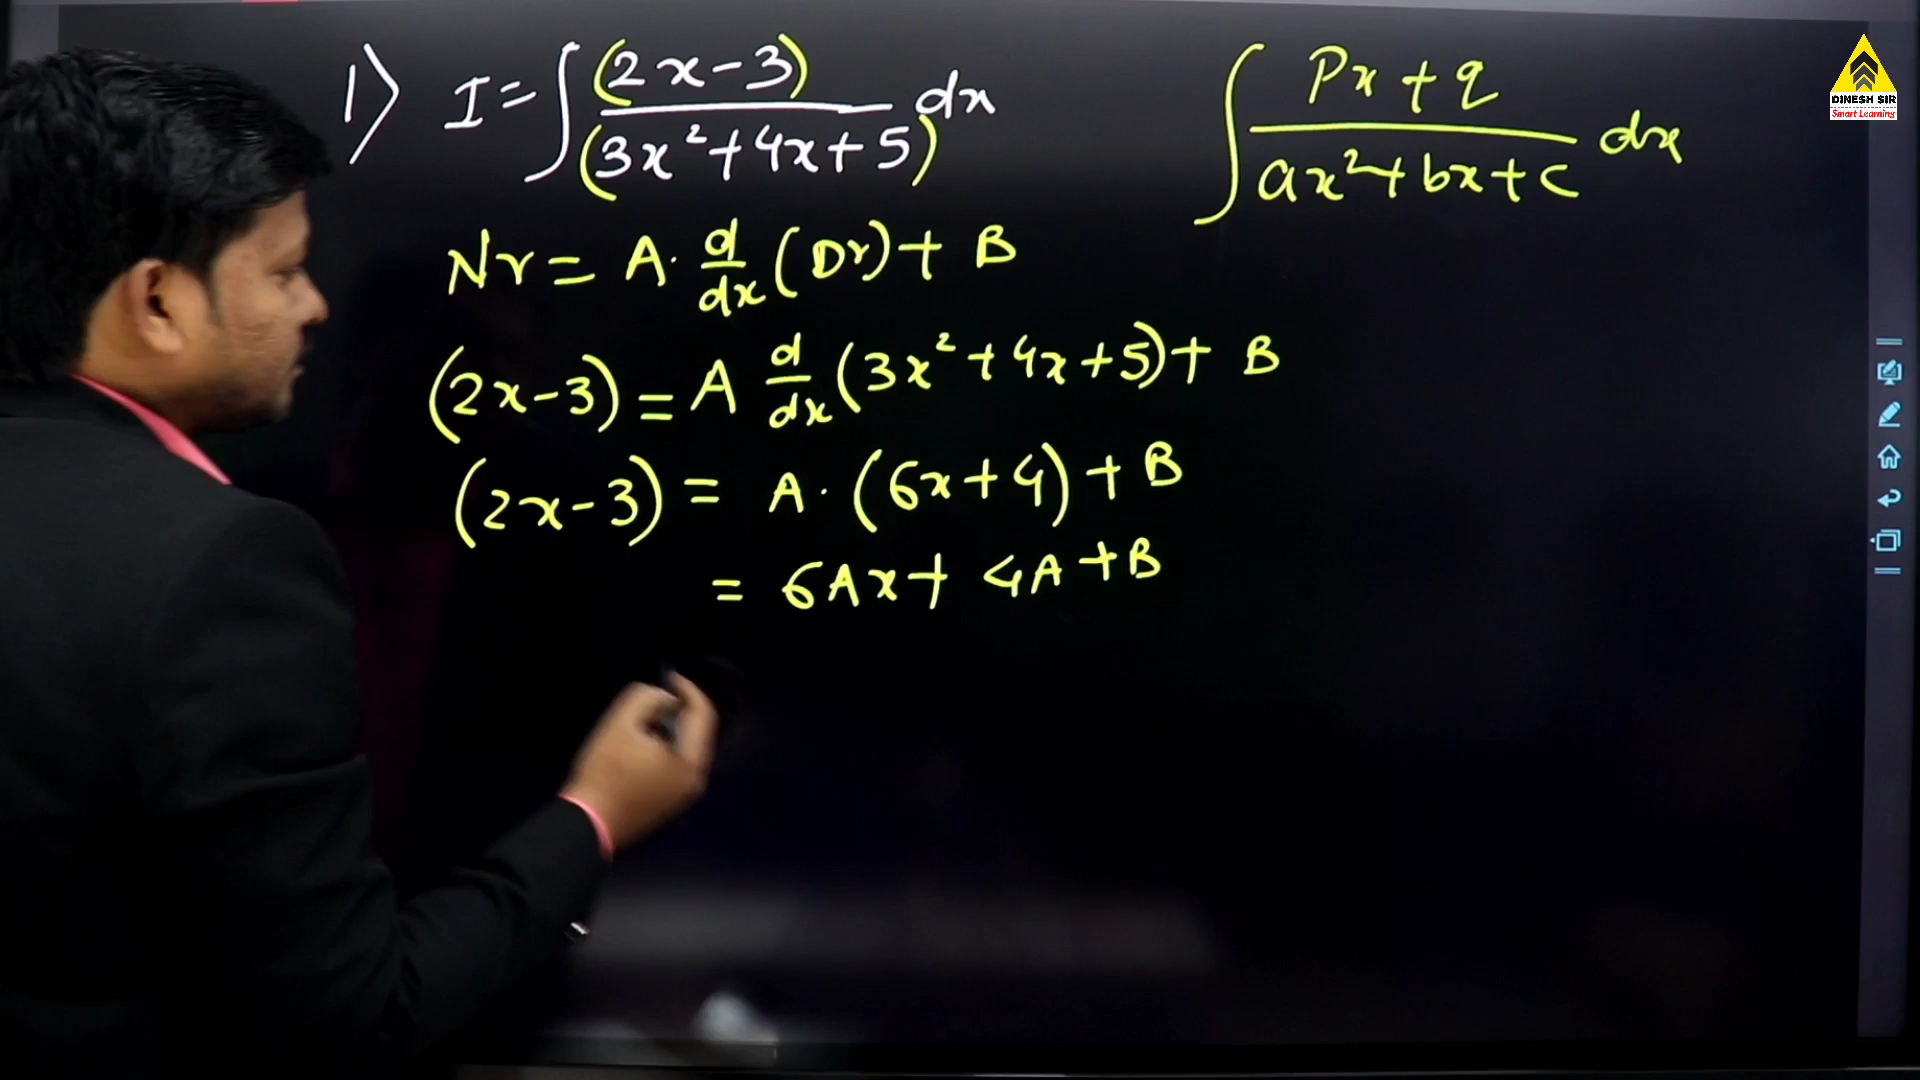 1) I = ∫ (2x-3)/(3x²+4x+5) dx
∫ Px+q/ax²+bx+c dx
Nr = A. d/dx (Dr) + B
(2x-3) = A d/dx (3x²+4x+5) + B
(2x-3) = A. (6x+4) + B
= 6Ax + 4A + B
DINESH SIR
Smart Learning